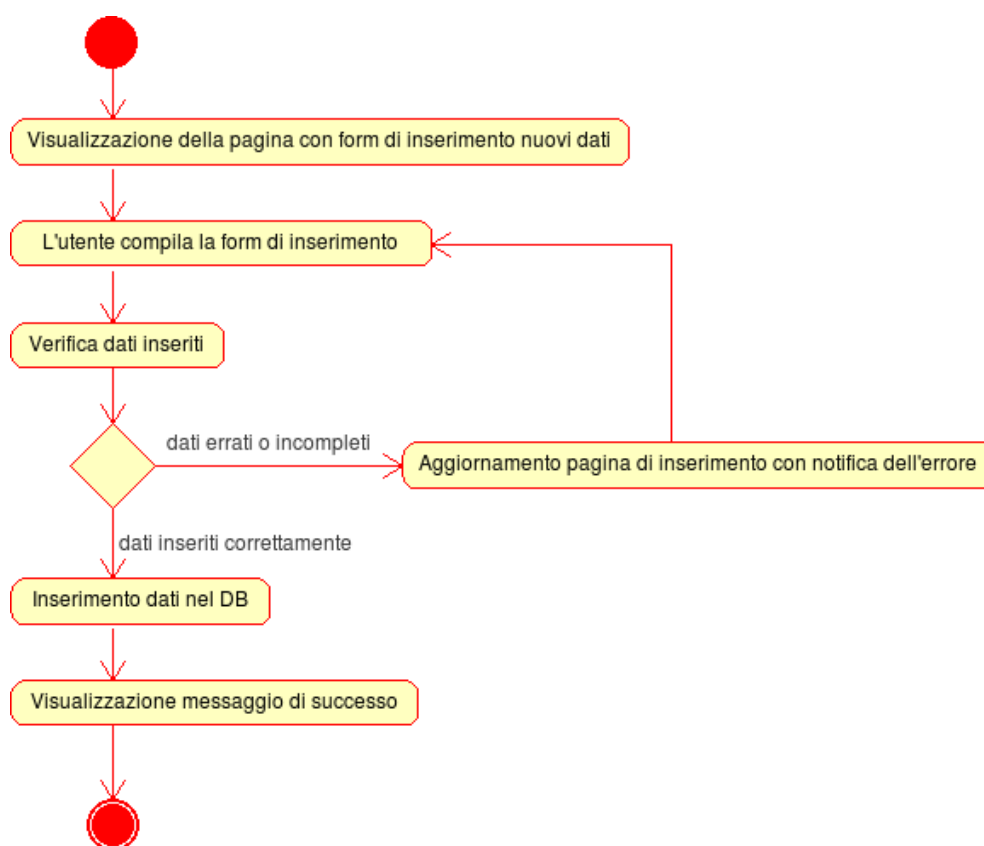 Visualizzazione della pagina con form di inserimento nuovi dati
L'utente compila la form di inserimento
Verifica dati inseriti
dati errati o incompleti
Aggiornamento pagina di inserimento con notifica dell'errore
dati inseriti correttamente
Inserimento dati nel DB
Visualizzazione messaggio di successo